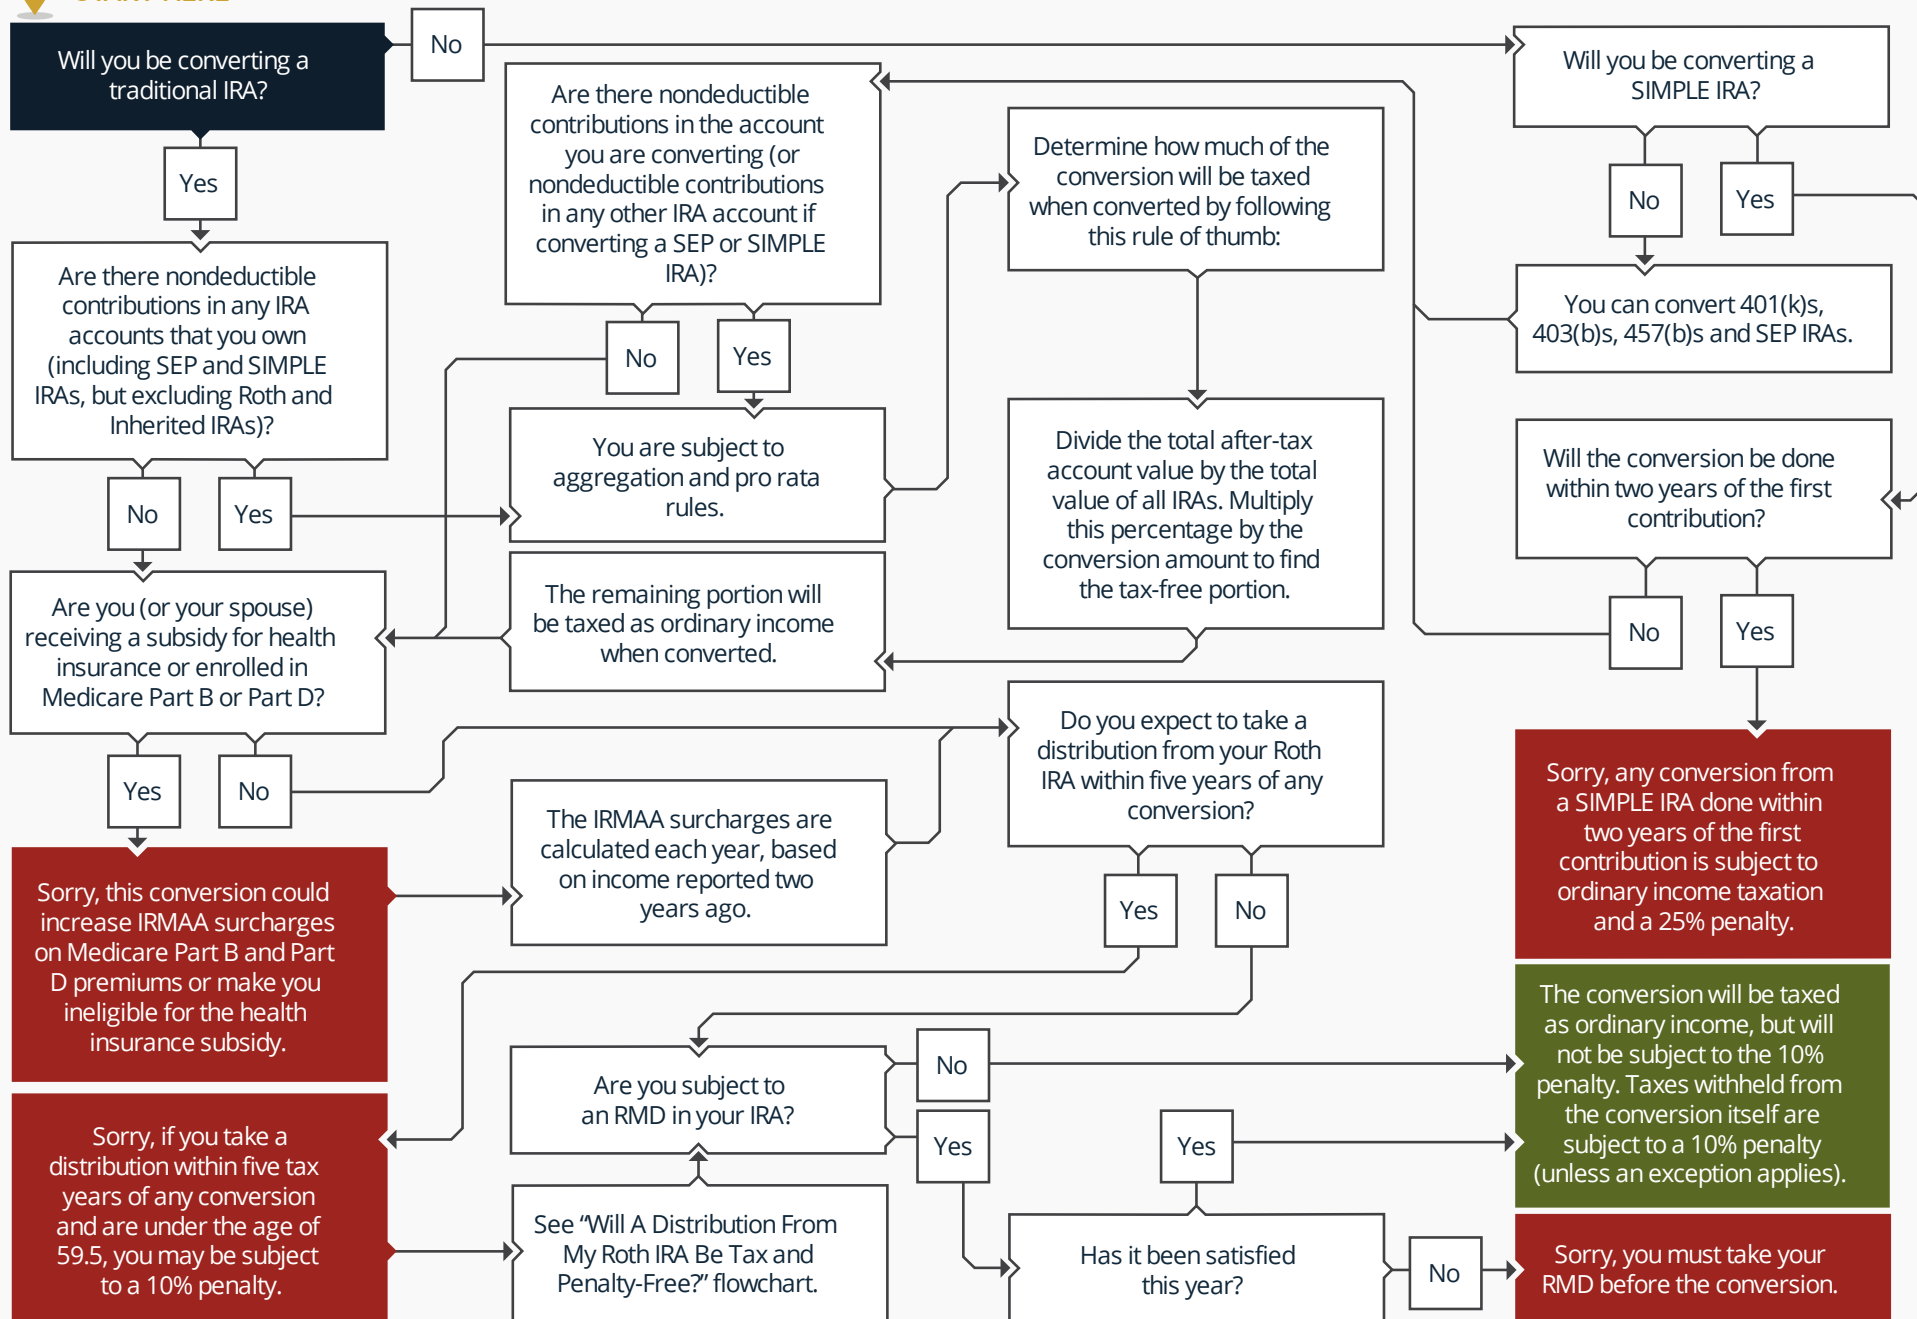 Will you be converting a
traditional IRA?
No
Yes
Are there nondeductible
contributions in any IRA
accounts that you own
(including SEP and SIMPLE
IRAs, but excluding Roth and
Inherited IRAs)?
No
Yes
Are you (or your spouse)
receiving a subsidy for health
insurance or enrolled in
Medicare Part B or Part D?
Yes
No
Sorry, this conversion could
increase IRMAA surcharges
on Medicare Part B and Part
D premiums or make you
ineligible for the health
insurance subsidy.
Sorry, if you take a
distribution within five tax
years of any conversion
and are under the age of
59.5, you may be subject
to a 10% penalty.
Are there nondeductible
contributions in the account
you are converting (or
nondeductible contributions
in any other IRA account if
converting a SEP or SIMPLE
IRA)?
No
Yes
You are subject to
aggregation and pro rata
rules.
The remaining portion will
be taxed as ordinary income
when converted.
The IRMAA surcharges are
calculated each year, based
on income reported two
years ago.
Are you subject to
an RMD in your IRA?
No
Yes
See “Will A Distribution From
My Roth IRA Be Tax and
Penalty-Free?” flowchart.
Determine how much of the
conversion will be taxed
when converted by following
this rule of thumb:
Divide the total after-tax
account value by the total
value of all IRAs. Multiply
this percentage by the
conversion amount to find
the tax-free portion.
Do you expect to take a
distribution from your Roth
IRA within five years of any
conversion?
Yes
No
Yes
Has it been satisfied
this year?
No
Will you be converting a
SIMPLE IRA?
No
Yes
You can convert 401(k)s,
403(b)s, 457(b)s and SEP IRAs.
Will the conversion be done
within two years of the first
contribution?
No
Yes
Sorry, any conversion from
a SIMPLE IRA done within
two years of the first
contribution is subject to
ordinary income taxation
and a 25% penalty.
The conversion will be taxed
as ordinary income, but will
not be subject to the 10%
penalty. Taxes withheld from
the conversion itself are
subject to a 10% penalty
(unless an exception applies).
Sorry, you must take your
RMD before the conversion.